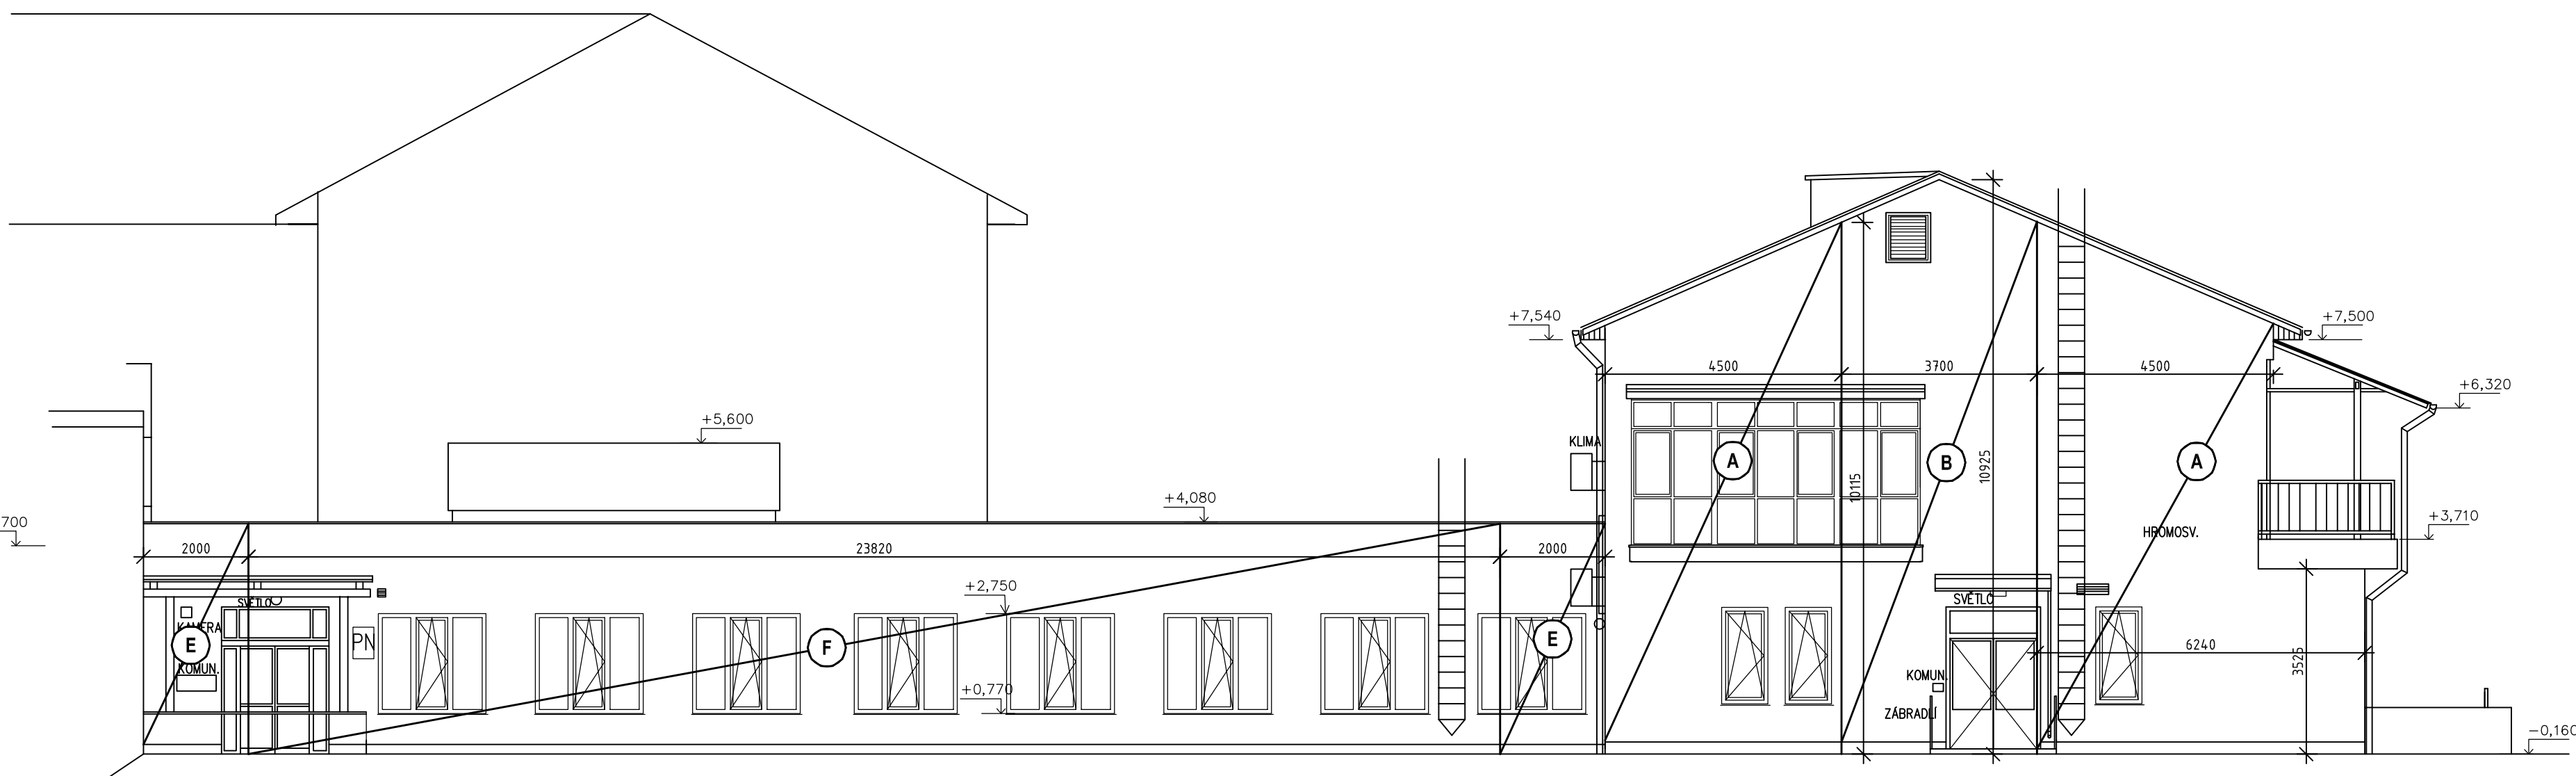 +7,540
+7,500
4500
3700
4500
+6,320
+5,600
KLIMA
A
B
A
10115
10925
+4,080
700
+3,710
HROMOSV.
2000
23820
2000
+2,750
SVĚTLO
SVĚTLO
KAMERA
E
PN
F
E
6240
3525
KOMUN.
KOMUN.
+0,770
ZÁBRADLÍ
-0,160